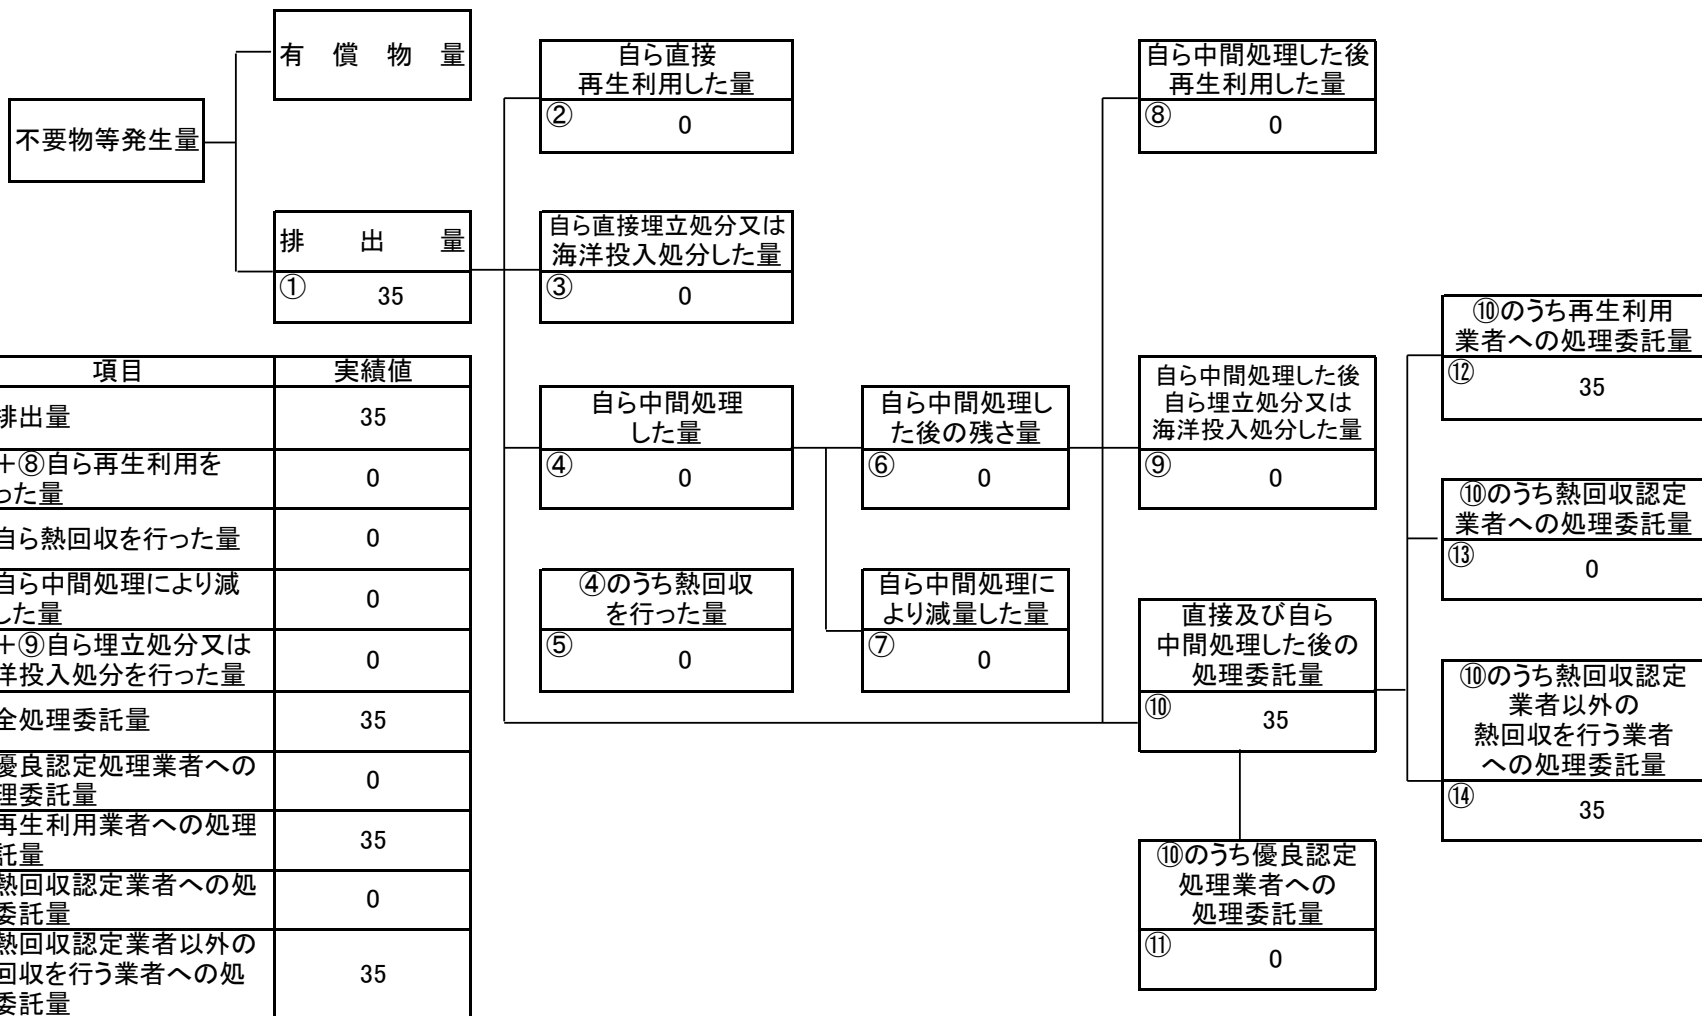 有償物量
不要物等発生量
排出量
① 35
自ら直接
再生利用した量
② 0
自ら直接埋立処分又は
海洋投入処分した量
③ 0
自ら中間処理
した量
④ 0
④のうち熱回収
を行った量
⑤ 0
自ら中間処理し
た後の残さ量
⑥ 0
自ら中間処理に
より減量した量
⑦ 0
自ら中間処理した後
再生利用した量
⑧ 0
自ら中間処理した後
自ら埋立処分又は
海洋投入処分した量
⑨ 0
直接及び自ら
中間処理した後の
処理委託量
⑩ 35
⑩のうち優良認定
処理業者への
処理委託量
⑪ 0
⑩のうち再生利用
業者への処理委託量
⑫ 35
⑩のうち熱回収認定
業者への処理委託量
⑬ 0
⑩のうち熱回収認定
業者以外の
熱回収を行う業者
への処理委託量
⑭ 35
項目 実績値
排出量 35
+⑧自ら再生利用を
った量 0
自ら熱回収を行った量 0
自ら中間処理により減
した量 0
+⑨自ら埋立処分又は
洋投入処分を行った量 0
全処理委託量 35
優良認定処理業者への
理委託量 0
再生利用業者への処理
託量 35
熱回収認定業者への処
委託量 0
熱回収認定業者以外の
回収を行う業者への処
委託量 35